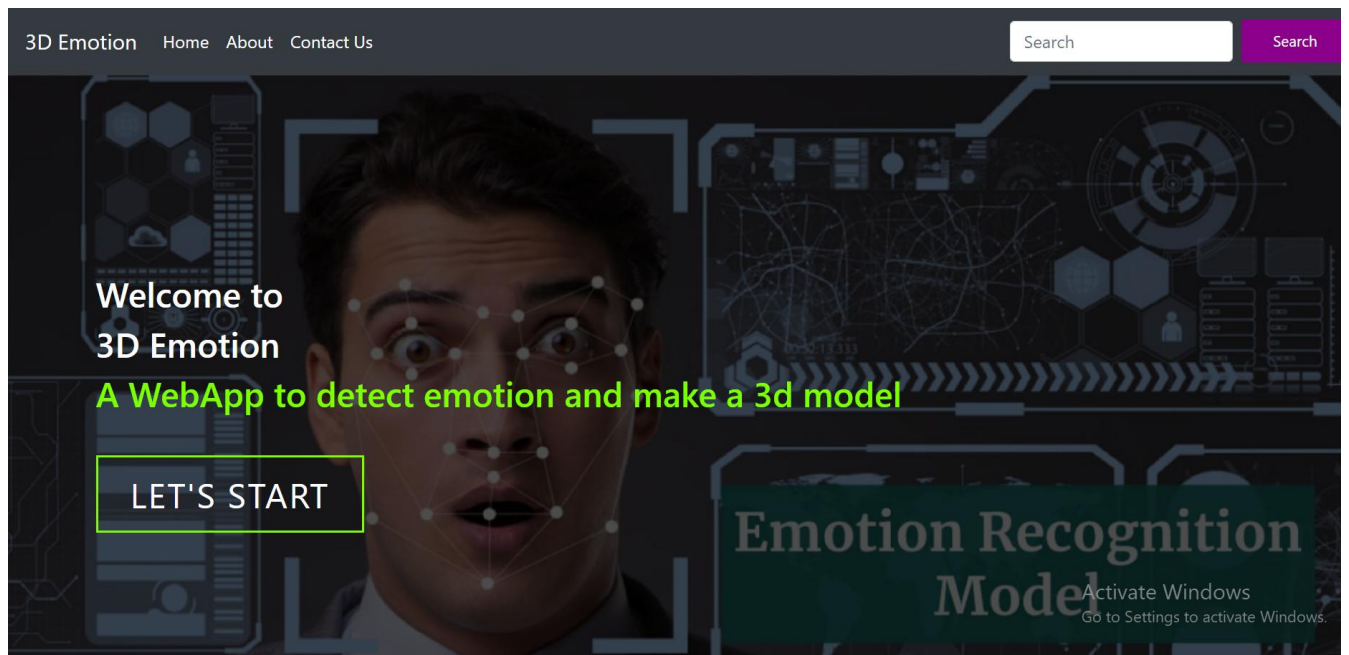 3D Emotion Home About Contact Us Search Search
Welcome to
3D Emotion
A WebApp to detect emotion and make a 3d model
LET'S START
Emotion Recognition
Model
Activate Windows
Go to Settings to activate Windows.